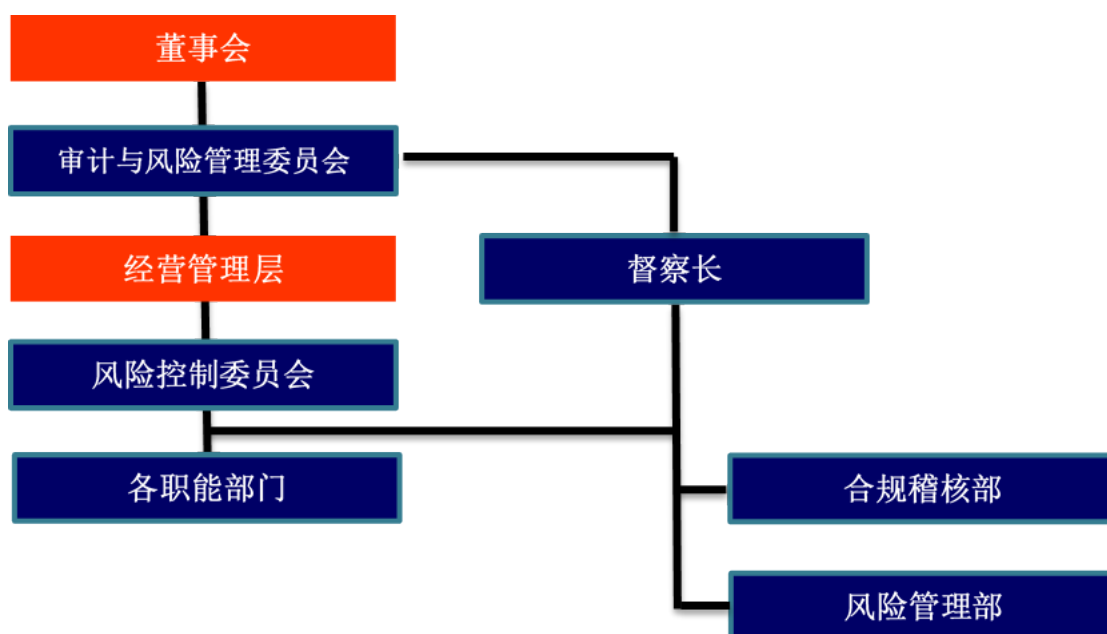 董事会
审计与风险管理委员会
经营管理层
督察长
风险控制委员会
各职能部门
合规稽核部
风险管理部